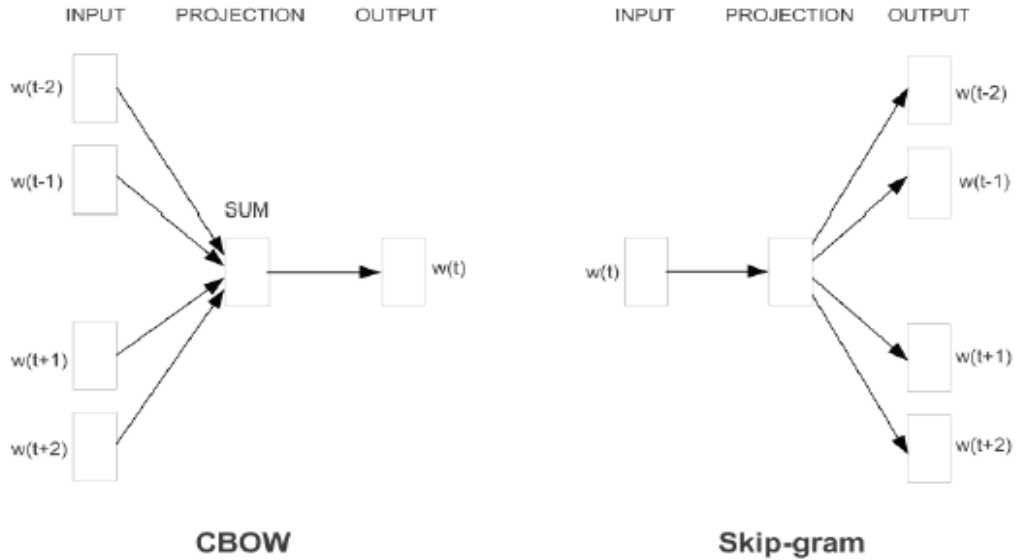 INPUT PROJECTION OUTPUT
w(t-2)
w(t-1)
SUM
w(t)
w(t+1)
w(t+2)
CBOW
INPUT PROJECTION OUTPUT
w(t-2)
w(t-1)
w(t)
w(t+1)
w(t+2)
Skip-gram